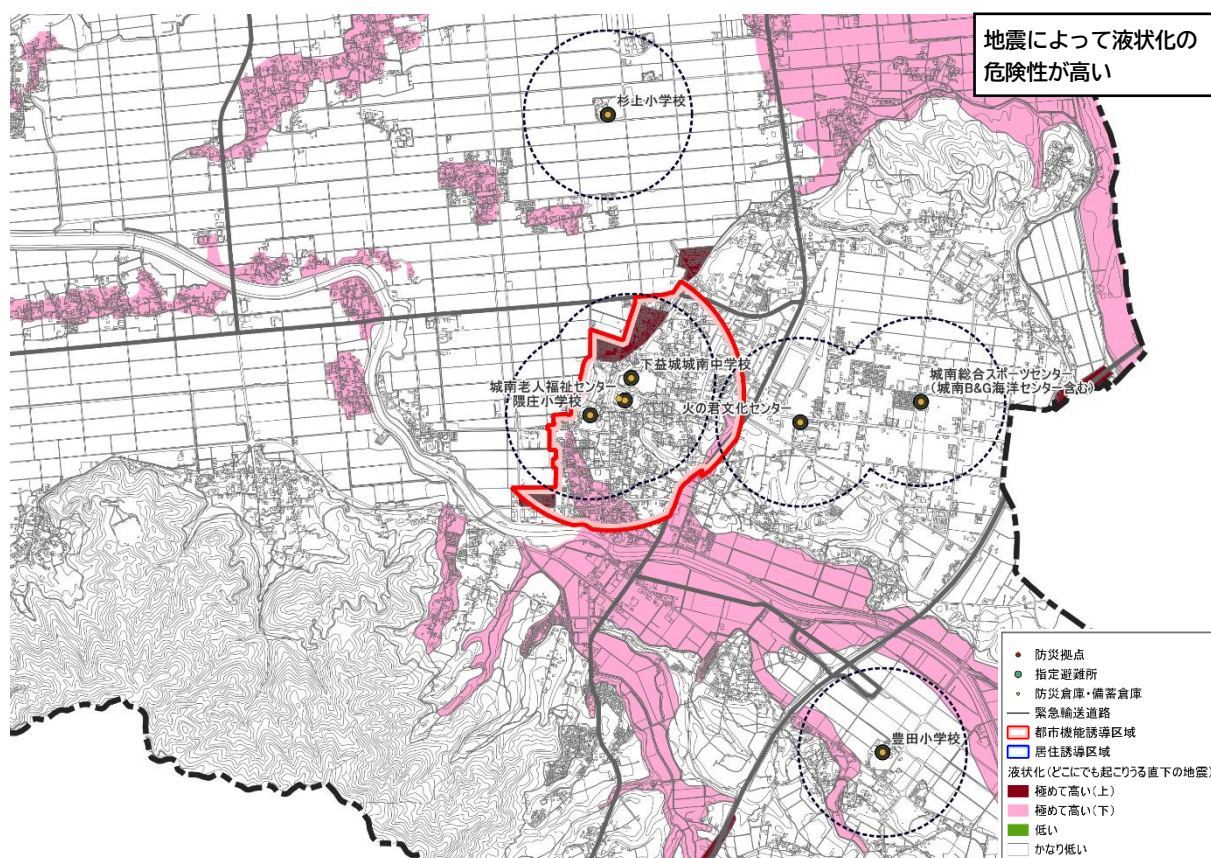 地震によって液状化の
危険性が高い
杉上小学校
下益城城南中学校
城南老人福祉センター
隈庄小学校
火の君文化センター
城南総合スポーツセンター
(城南B&G海洋センター含む)
豊田小学校
防災拠点
指定避難所
防災倉庫・備蓄倉庫
緊急輸送道路
都市機能誘導区域
居住誘導区域
液状化(どこにでも起こりうる直下の地震)
極めて高い(上)
極めて高い(下)
低い
かなり低い